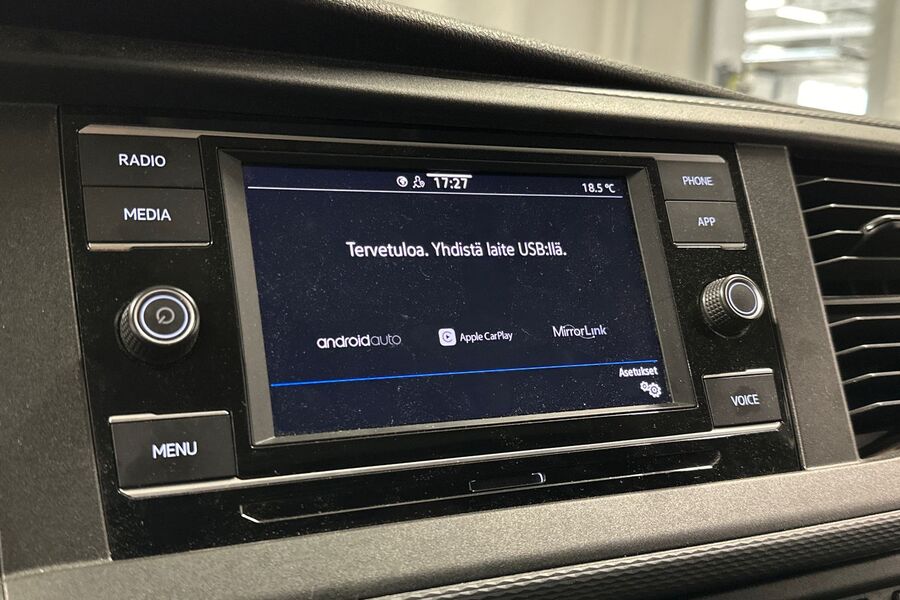 RADIO
MEDIA
MENU
17:27
18.5 °C
Tervetuloa. Yhdistä laite USB:llä.
androidauto
Apple CarPlay
MirrorLink
Asetukset
PHONE
APP
VOICE